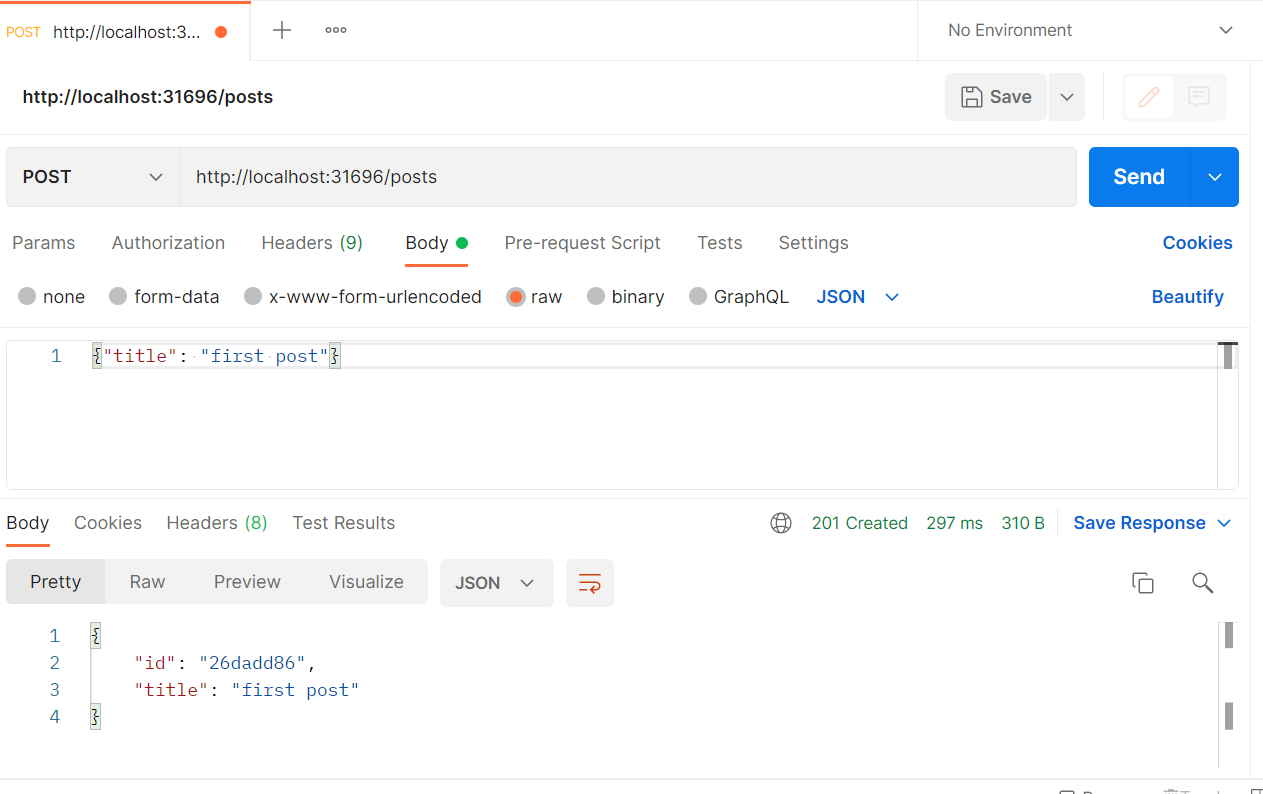 POST http://localhost:3... No Environment
http://localhost:31696/posts Save
POST http://localhost:31696/posts Send
Params Authorization Headers (9) Body Pre-request Script Tests Settings Cookies
none form-data x-www-form-urlencoded raw binary GraphQL JSON Beautify
1 {"title": "first post"}
Body Cookies Headers (8) Test Results 201 Created 297 ms 310 B Save Response
Pretty Raw Preview Visualize JSON
1 {
2 "id": "26dadd86",
3 "title": "first post"
4 }